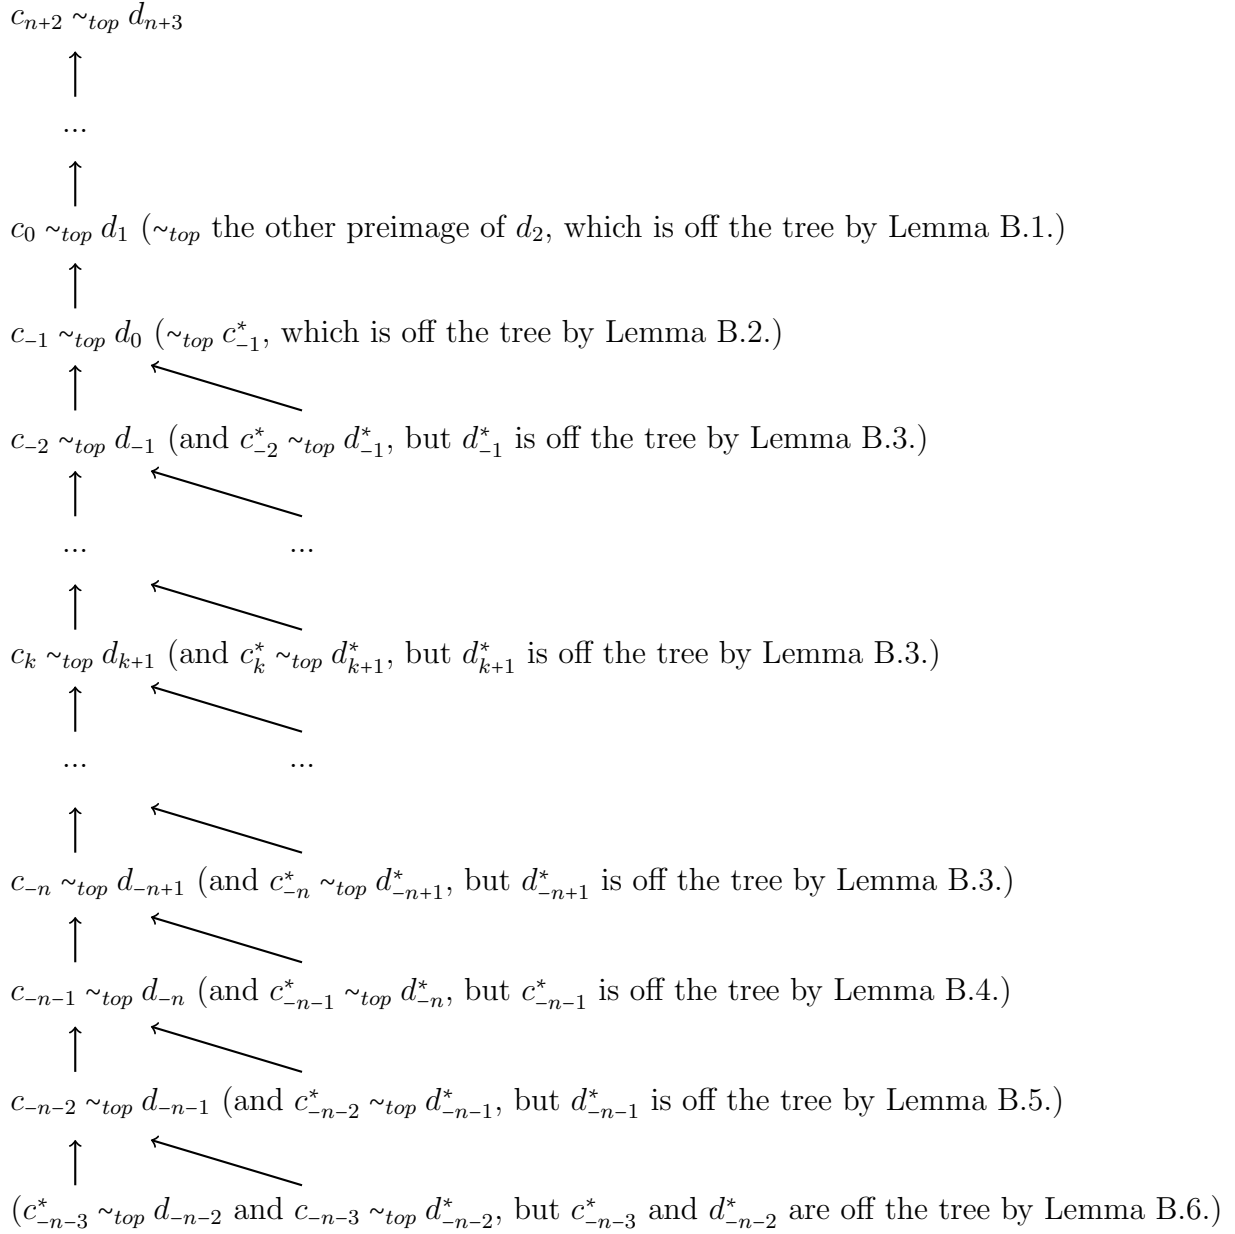 c_{n+2} ~_{top} d_{n+3}
...
c_0 ~_{top} d_1 (~_{top} the other preimage of d_2, which is off the tree by Lemma B.1.)
c_{−1} ~_{top} d_0 (~_{top} c^*_{−1}, which is off the tree by Lemma B.2.)
c_{−2} ~_{top} d_{−1} (and c^*_{−2} ~_{top} d^*_{−1}, but d^*_{−1} is off the tree by Lemma B.3.)
... ...
c_k ~_{top} d_{k+1} (and c^*_k ~_{top} d^*_{k+1}, but d^*_{k+1} is off the tree by Lemma B.3.)
... ...
c_{−n} ~_{top} d_{−n+1} (and c^*_{−n} ~_{top} d^*_{−n+1}, but d^*_{−n+1} is off the tree by Lemma B.3.)
c_{−n−1} ~_{top} d_{−n} (and c^*_{−n−1} ~_{top} d^*_{−n}, but c^*_{−n−1} is off the tree by Lemma B.4.)
c_{−n−2} ~_{top} d_{−n−1} (and c^*_{−n−2} ~_{top} d^*_{−n−1}, but d^*_{−n−1} is off the tree by Lemma B.5.)
(c^*_{−n−3} ~_{top} d_{−n−2} and c_{−n−3} ~_{top} d^*_{−n−2}, but c^*_{−n−3} and d^*_{−n−2} are off the tree by Lemma B.6.)